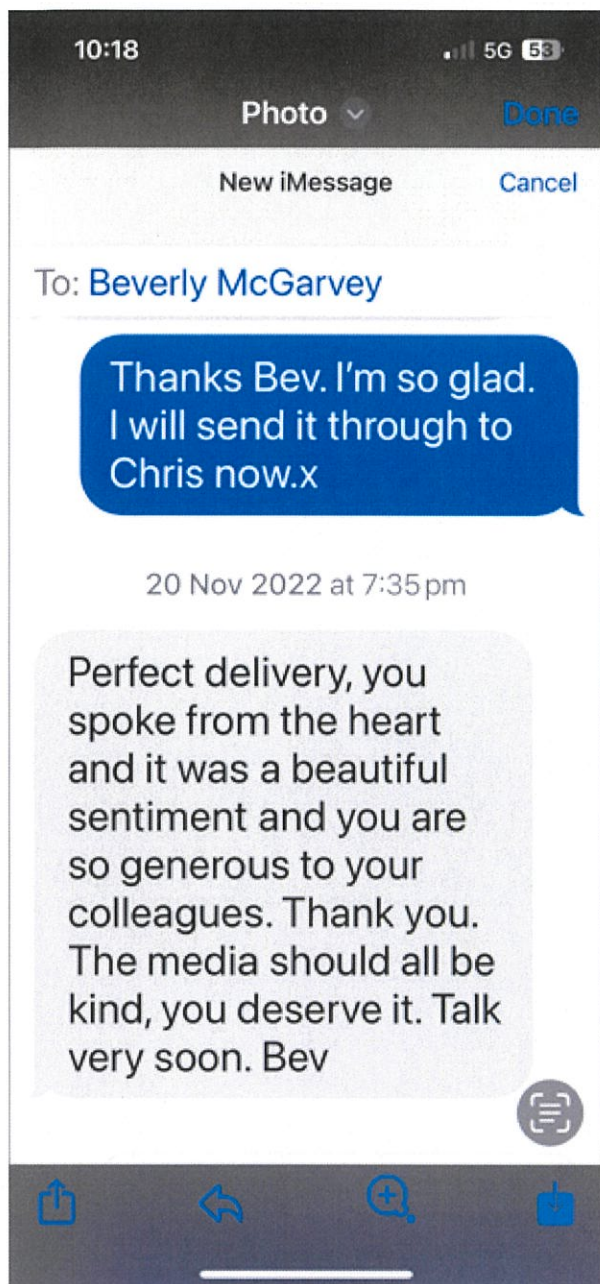 10:18 5G 53
Photo Done
New iMessage Cancel
To: Beverly McGarvey
Thanks Bev. I'm so glad.
I will send it through to
Chris now.x
20 Nov 2022 at 7:35 pm
Perfect delivery, you
spoke from the heart
and it was a beautiful
sentiment and you are
so generous to your
colleagues. Thank you.
The media should all be
kind, you deserve it. Talk
very soon. Bev